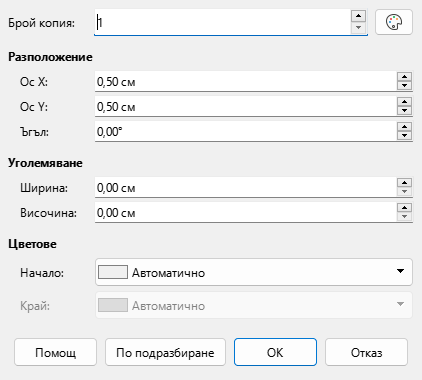 Брой копия: 1
Разположение
Ос X: 0,50 см
Ос Y: 0,50 см
Ъгъл: 0,00°
Уголемяване
Ширина: 0,00 см
Височина: 0,00 см
Цветове
Начало: Автоматично
Край: Автоматично
Помощ По подразбиране ОК Отказ